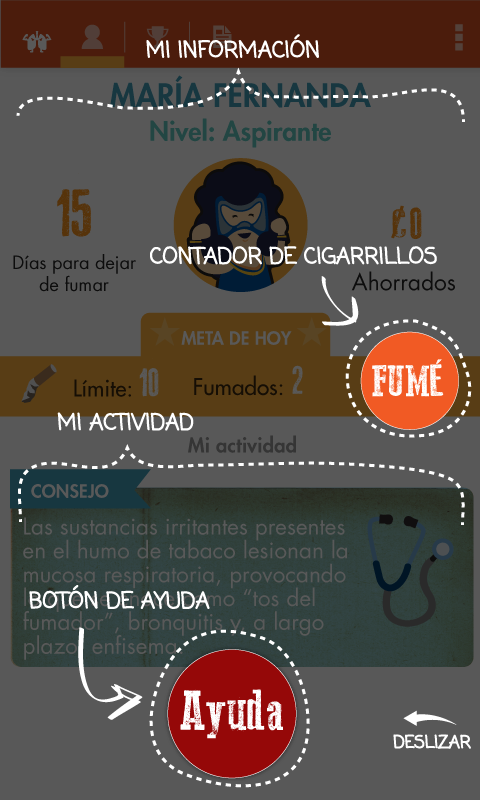 MI INFORMACIÓN
MARÍA FERNANDA
Nivel: Aspirante
15
Días para dejar
de fumar
₡0
Ahorrados
CONTADOR DE CIGARRILLOS
META DE HOY
FUMÉ
Límite: 10
Fumados: 2
MI ACTIVIDAD
Mi actividad
CONSEJO
Las sustancias irritantes presentes
en el humo de tabaco lesionan la
mucosa respiratoria, provocando
“tos del
BOTÓN DE AYUDA
fumador”, bronquitis y, a largo
plazo, enfisema
Ayuda
DESLIZAR